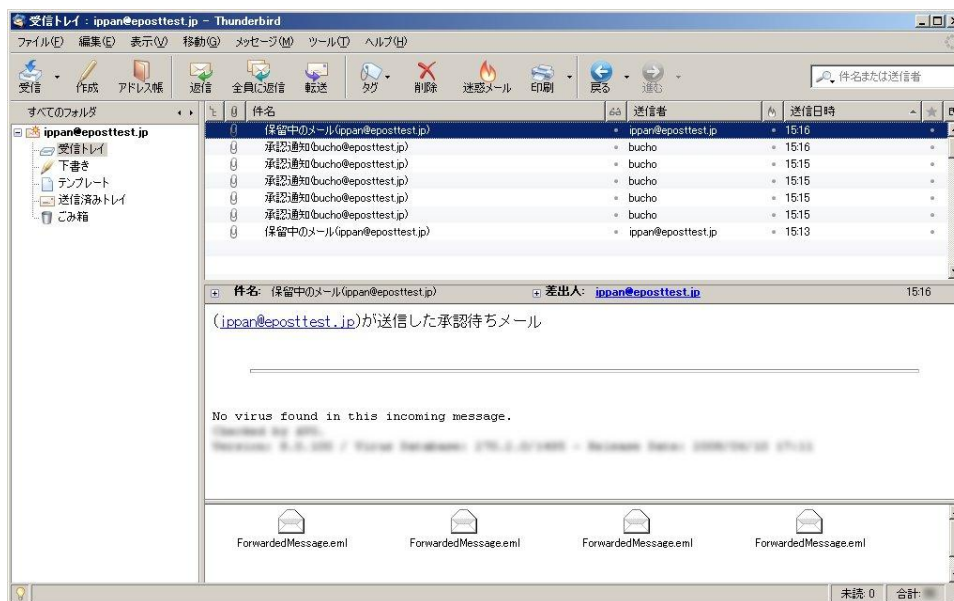 受信トレイ : ippan@eposttest.jp - Thunderbird
ファイル(F) 編集(E) 表示(V) 移動(G) メッセージ(M) ツール(T) ヘルプ(H)
受信 作成 アドレス帳 返信 全員に返信 転送 タグ 削除 迷惑メール 印刷 戻る 進む 件名または送信者
すべてのフォルダ
ippan@eposttest.jp
受信トレイ
下書き
テンプレート
送信済みトレイ
ごみ箱
件名 送信者 送信日時
保留中のメール(ippan@eposttest.jp) ippan@eposttest.jp 15:16
承認通知(bucho@eposttest.jp) bucho 15:16
承認通知(bucho@eposttest.jp) bucho 15:15
承認通知(bucho@eposttest.jp) bucho 15:15
承認通知(bucho@eposttest.jp) bucho 15:15
承認通知(bucho@eposttest.jp) bucho 15:15
保留中のメール(ippan@eposttest.jp) ippan@eposttest.jp 15:13
件名: 保留中のメール(ippan@eposttest.jp) 差出人: ippan@eposttest.jp 15:16
(ippan@eposttest.jp)が送信した承認待ちメール
No virus found in this incoming message.
ForwardedMessage.eml ForwardedMessage.eml ForwardedMessage.eml ForwardedMessage.eml
未読: 0 合計: